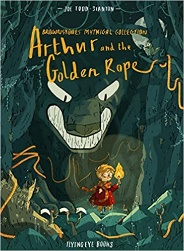 JOE TODD-STANTON
BROWNSTONE'S MYTHICAL COLLECTION
Arthur and the
Golden Rope
FLYING EYE BOOKS